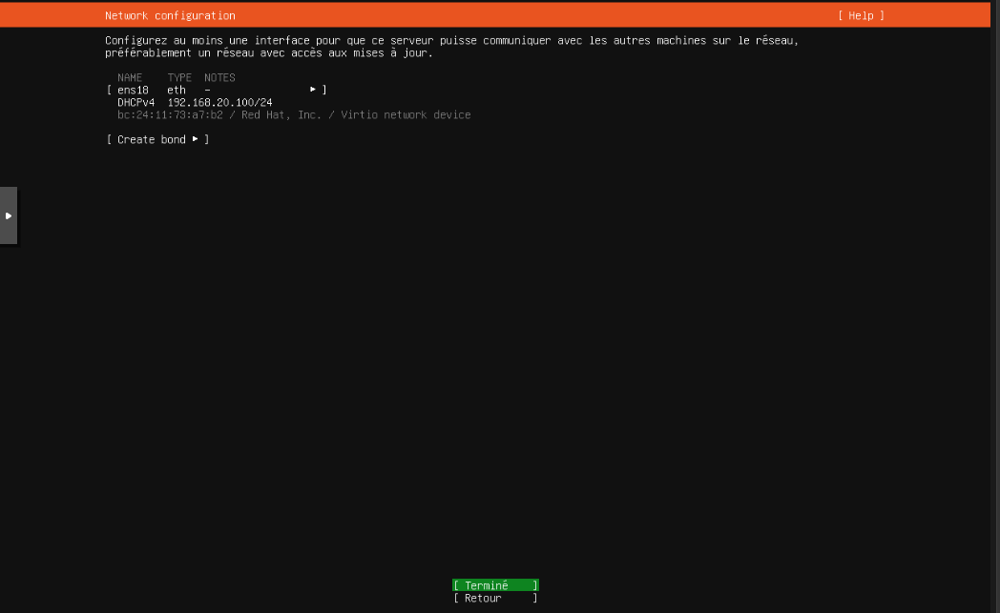 Network configuration [ Help ]
Configurez au moins une interface pour que ce serveur puisse communiquer avec les autres machines sur le réseau,
préférablement un réseau avec accès aux mises à jour.
NAME TYPE NOTES
[ ens18 eth - ▸ ]
DHCPv4 192.168.20.100/24
bc:24:11:73:a7:b2 / Red Hat, Inc. / Virtio network device
[ Create bond ▸ ]
[ Terminé ]
[ Retour ]